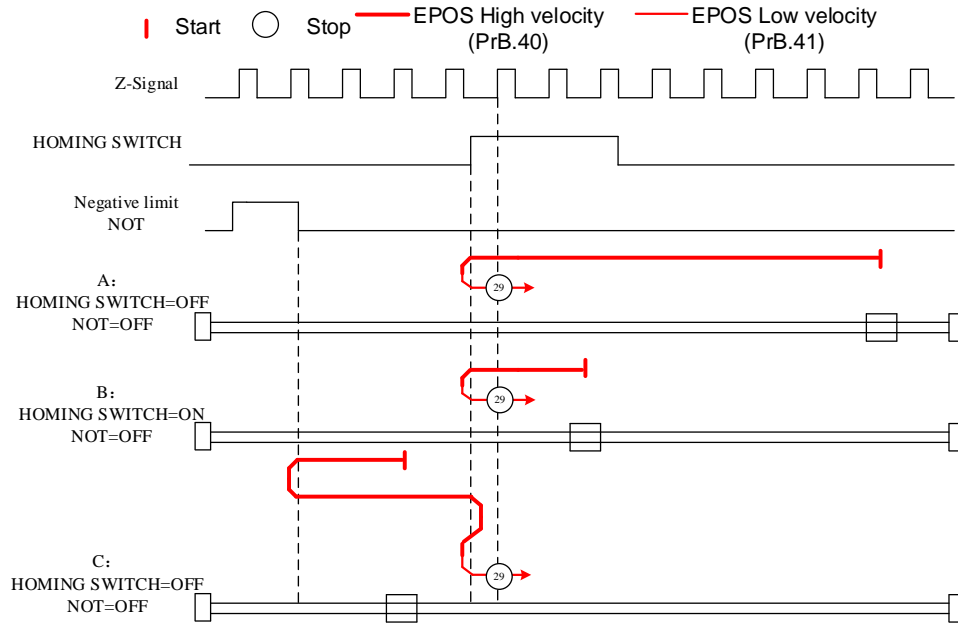 Start
Stop
EPOS High velocity
(PrB.40)
EPOS Low velocity
(PrB.41)
Z-Signal
HOMING SWITCH
Negative limit
NOT
A：
HOMING SWITCH=OFF
NOT=OFF
29
B：
HOMING SWITCH=ON
NOT=OFF
29
C：
HOMING SWITCH=OFF
NOT=OFF
29